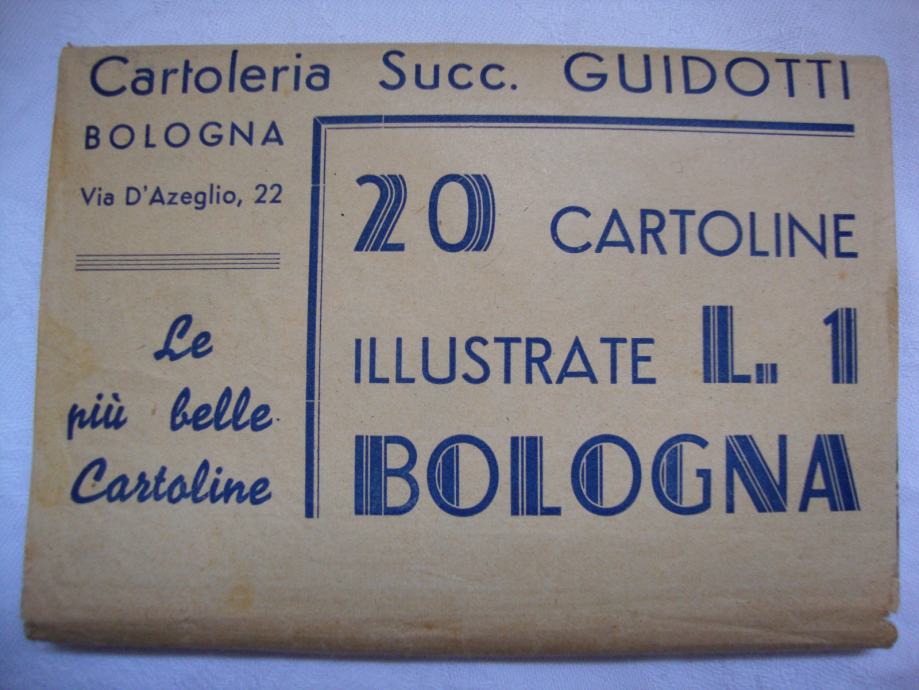 Cartoleria Succ. GUIDOTTI
BOLOGNA
Via D'Azeglio, 22
Le
più belle
Cartoline
20 CARTOLINE
ILLUSTRATE L. 1
BOLOGNA